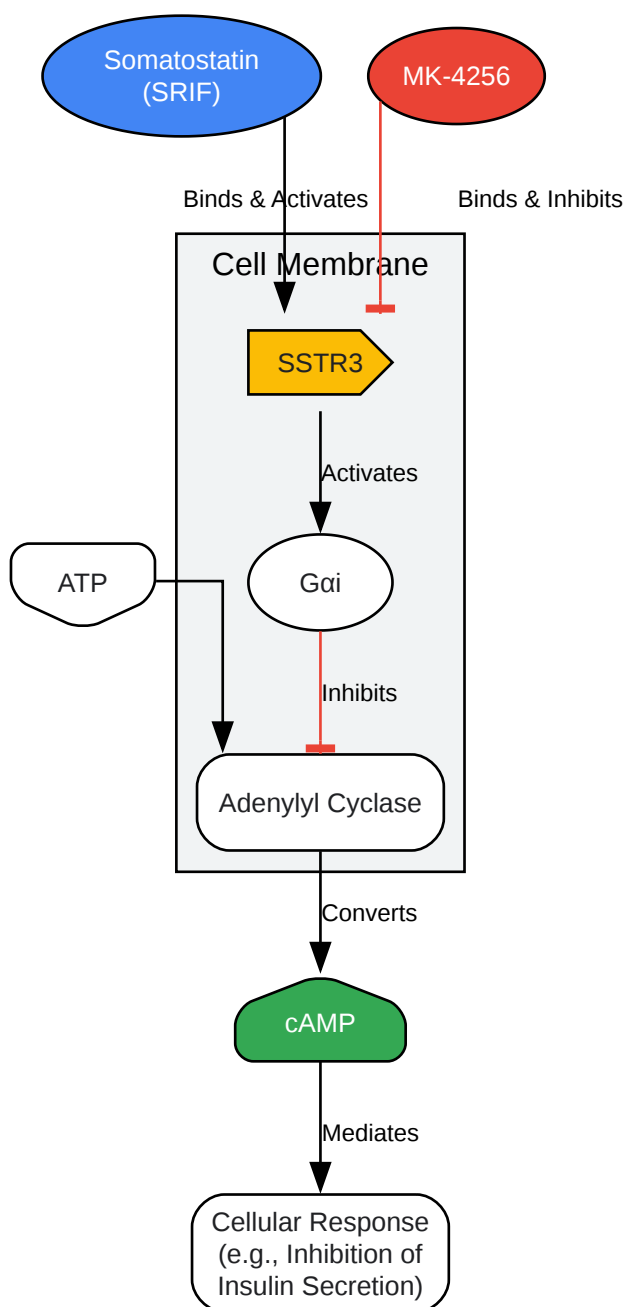 Somatostatin
(SRIF)
MK-4256
Binds & Activates
Binds & Inhibits
Cell Membrane
SSTR3
Activates
ATP
Gαi
Inhibits
Adenylyl Cyclase
Converts
cAMP
Mediates
Cellular Response
(e.g., Inhibition of
Insulin Secretion)